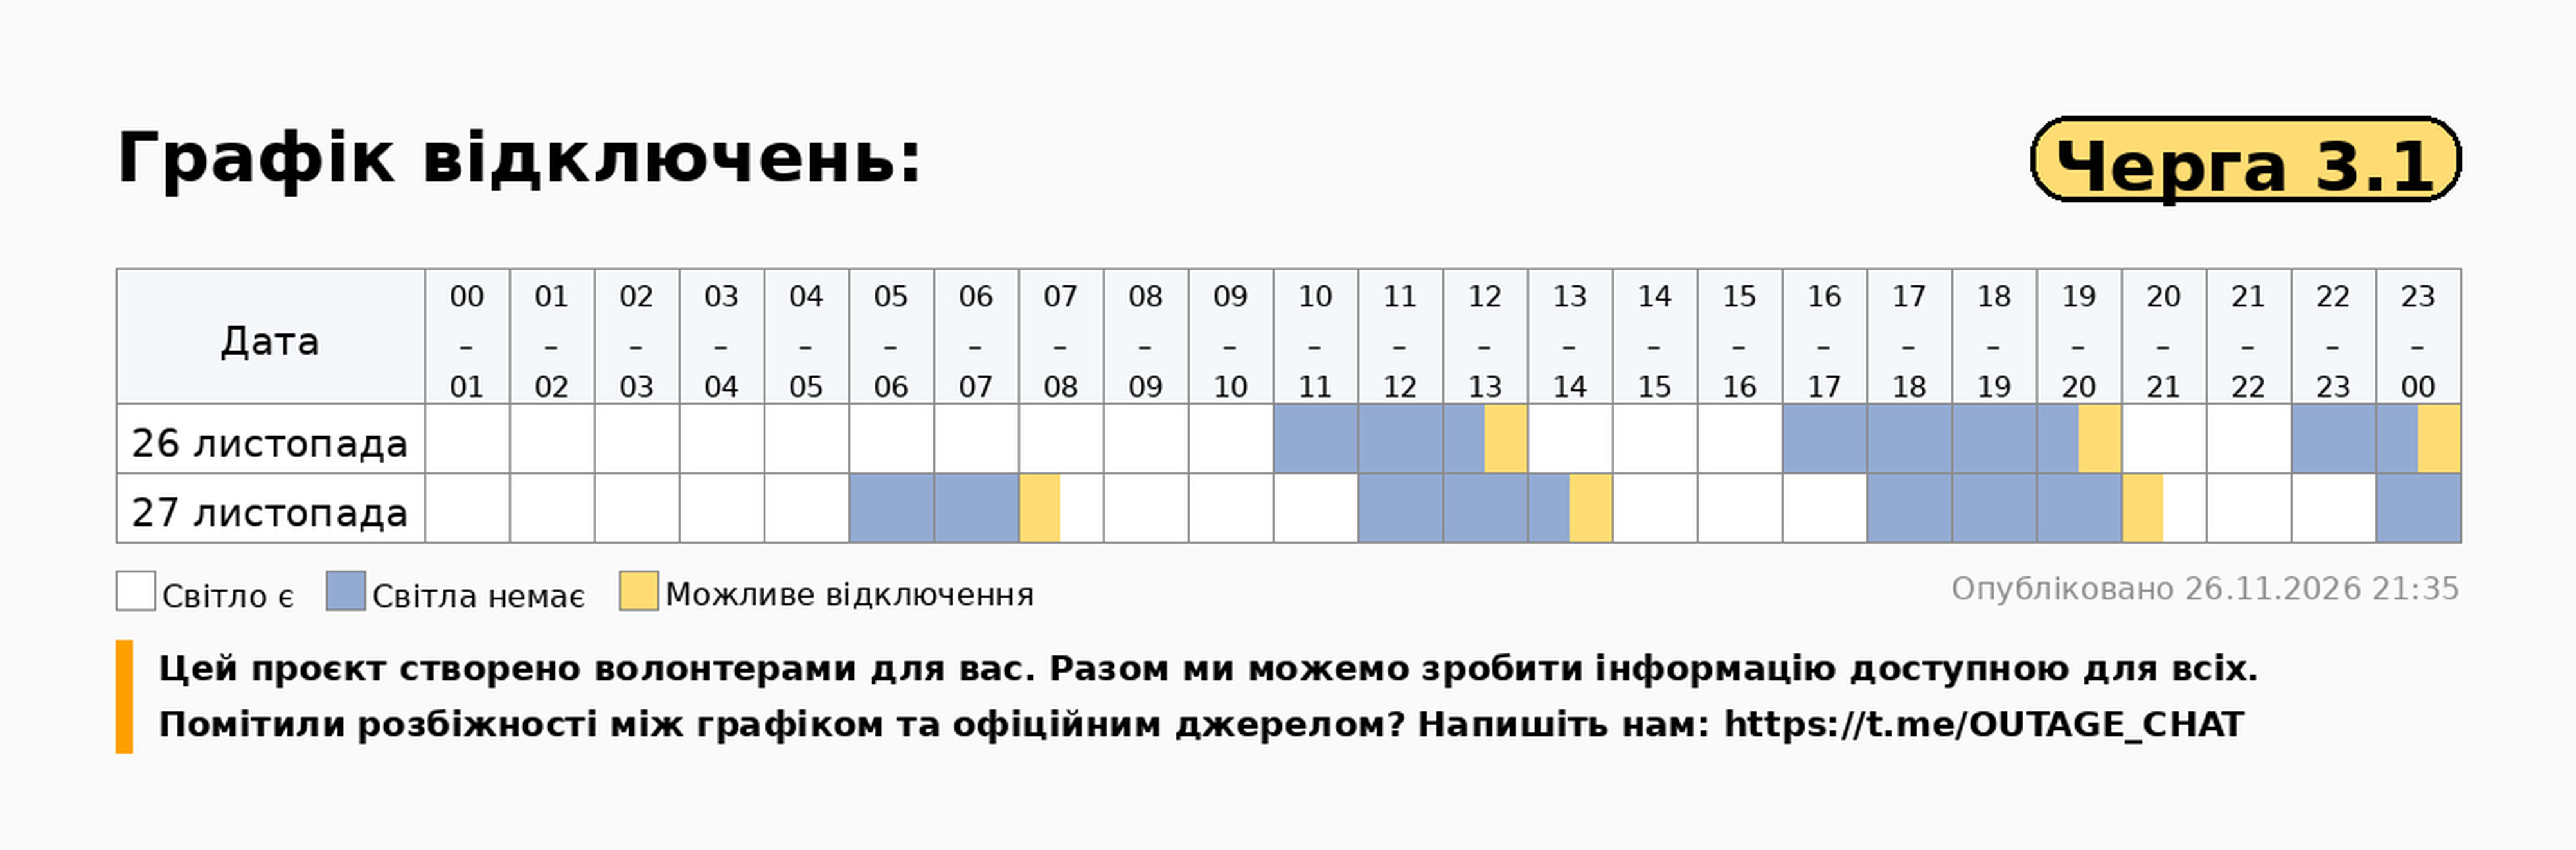 Графік відключень:
Черга 3.1
Дата
00 – 01
01 – 02
02 – 03
03 – 04
04 – 05
05 – 06
06 – 07
07 – 08
08 – 09
09 – 10
10 – 11
11 – 12
12 – 13
13 – 14
14 – 15
15 – 16
16 – 17
17 – 18
18 – 19
19 – 20
20 – 21
21 – 22
22 – 23
23 – 00
26 листопада
27 листопада
Світло є
Світла немає
Можливе відключення
Опубліковано 26.11.2026 21:35
Цей проєкт створено волонтерами для вас. Разом ми можемо зробити інформацію доступною для всіх.
Помітили розбіжності між графіком та офіційним джерелом? Напишіть нам: https://t.me/OUTAGE_CHAT